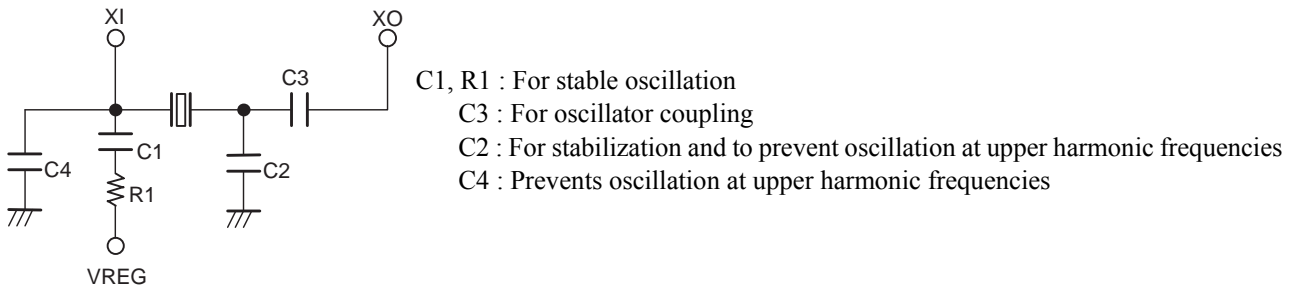 XI
XO
C3
C1
C4
C2
R1
VREG
C1, R1 : For stable oscillation
C3 : For oscillator coupling
C2 : For stabilization and to prevent oscillation at upper harmonic frequencies
C4 : Prevents oscillation at upper harmonic frequencies